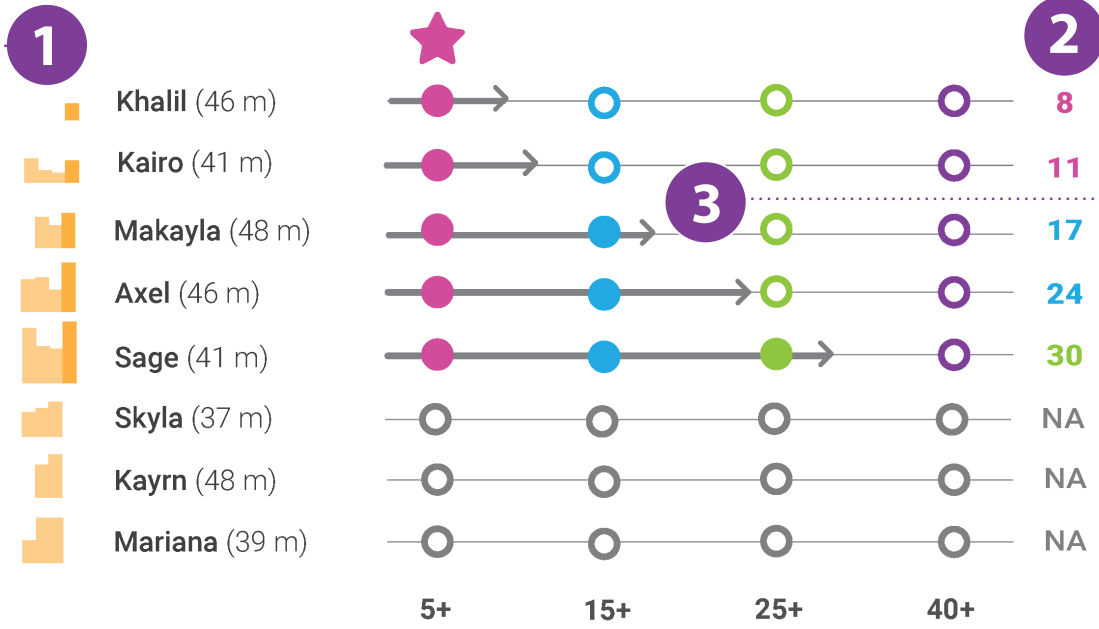 1
2
Khalil (46 m) 8
Kairo (41 m) 11
3
Makayla (48 m) 17
Axel (46 m) 24
Sage (41 m) 30
Skyla (37 m) NA
Kayrn (48 m) NA
Mariana (39 m) NA
5+ 15+ 25+ 40+